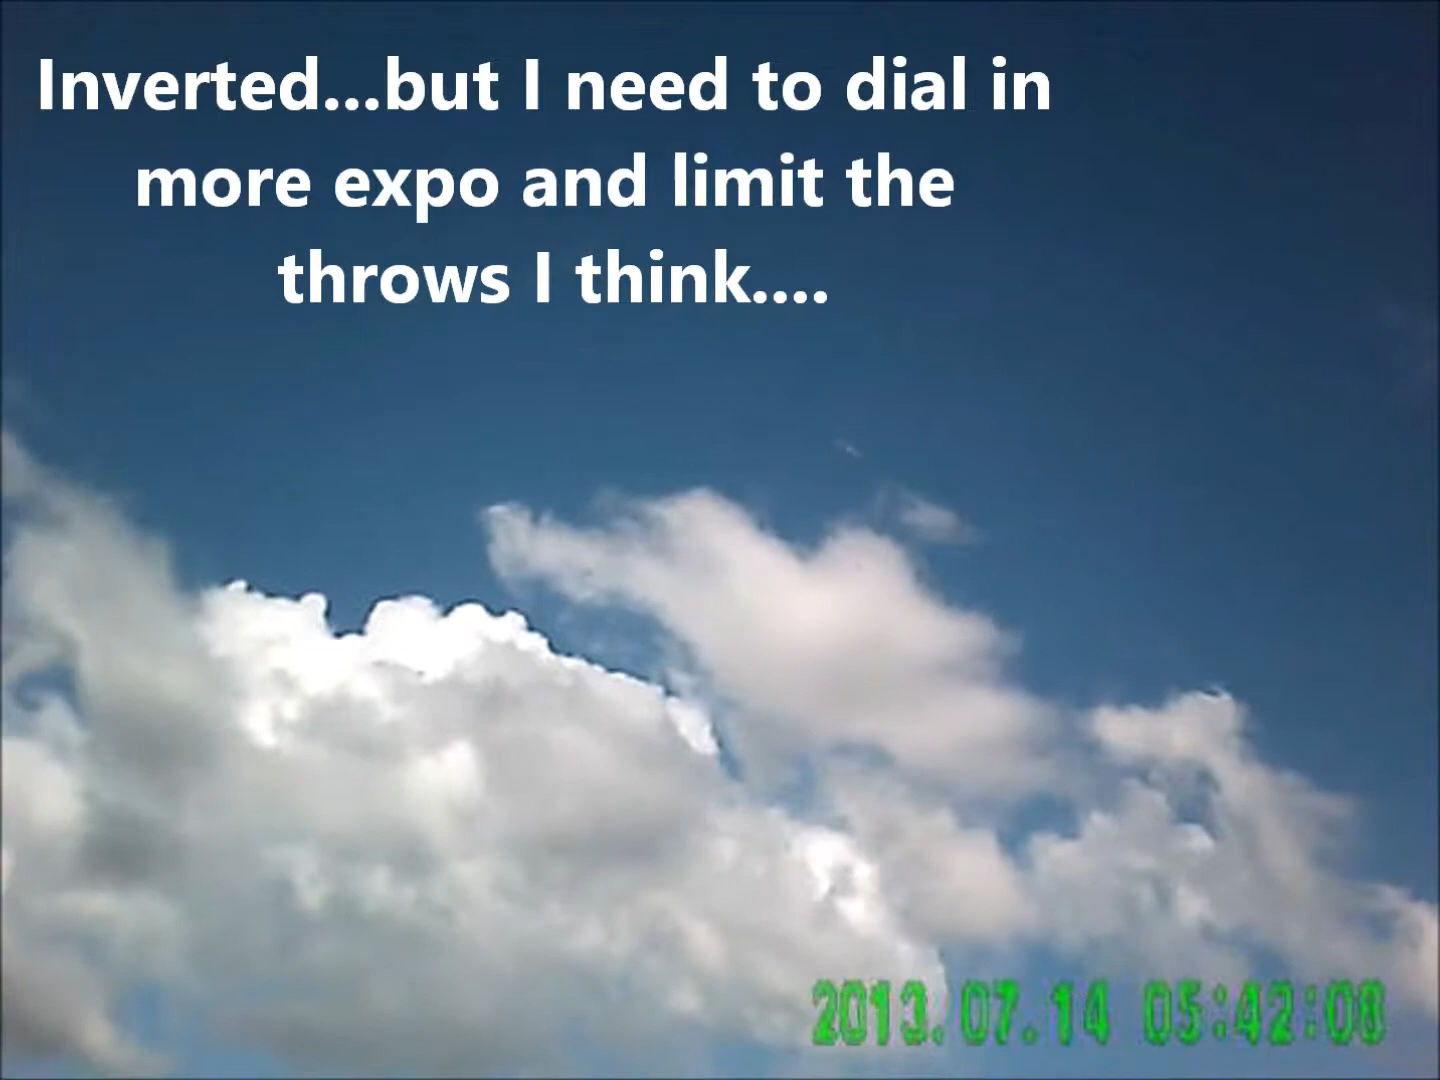 Inverted...but I need to dial in
more expo and limit the
throws I think....
2013.07.14 05:42:08